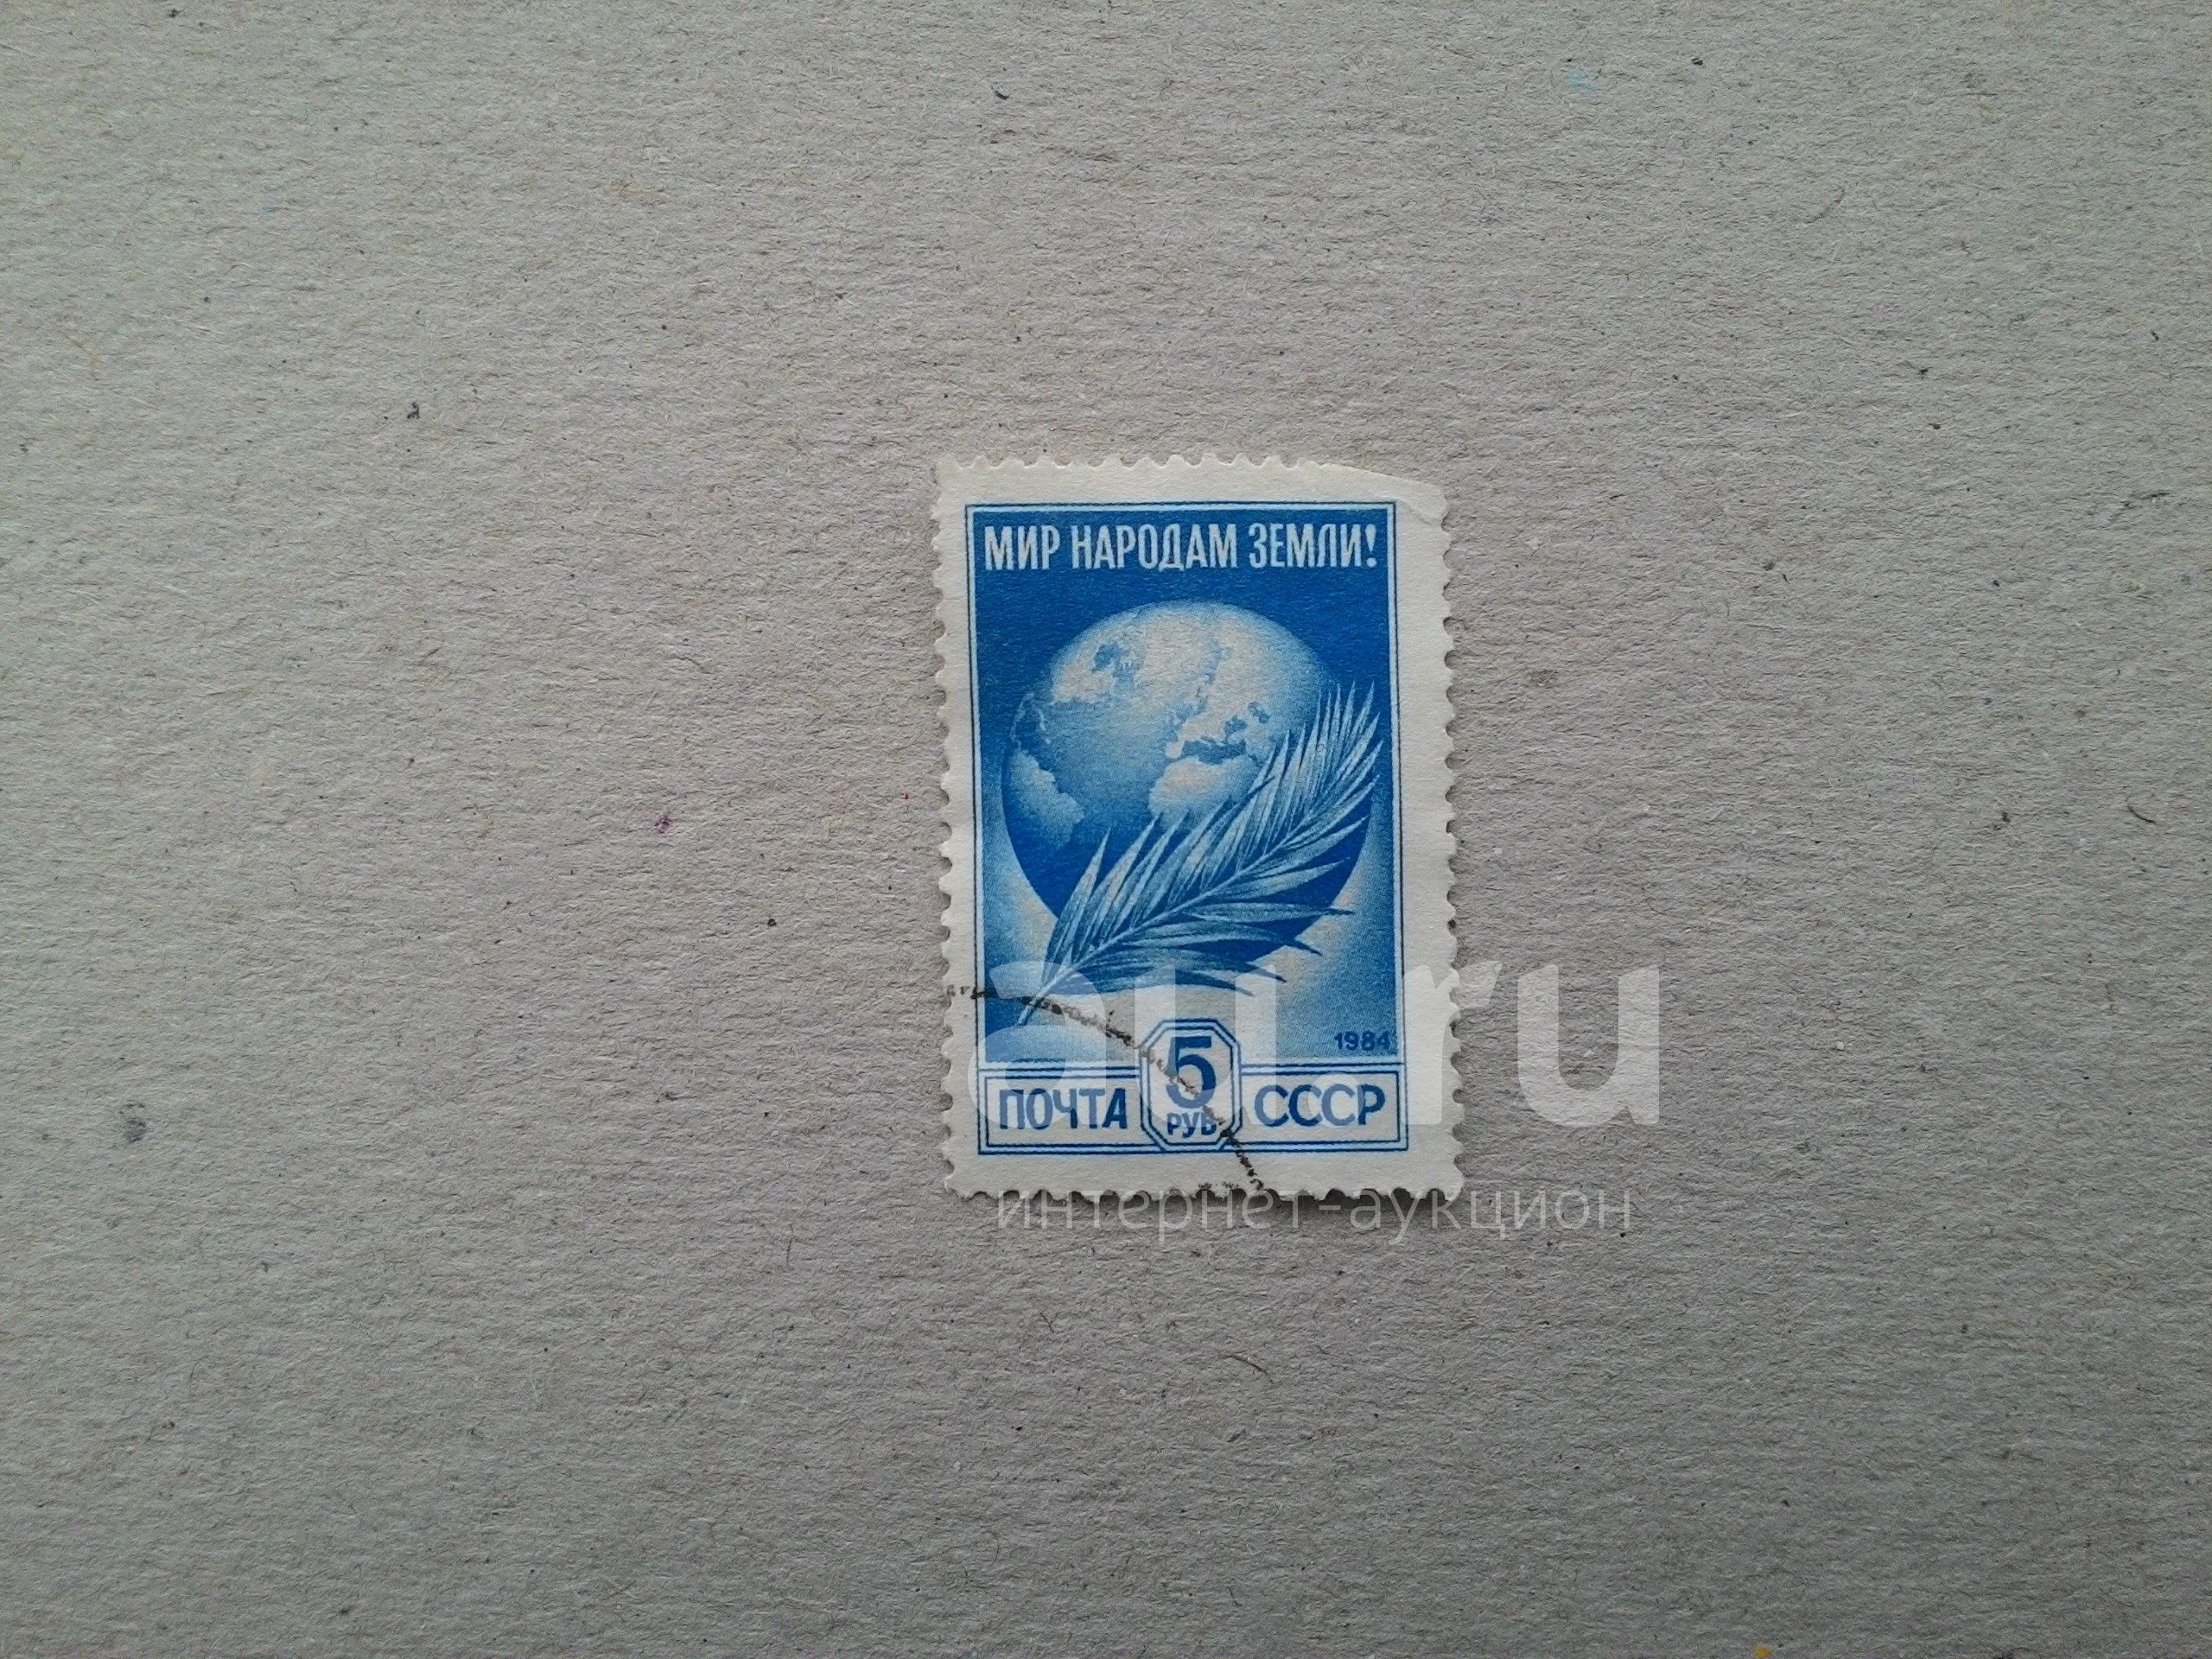 МИР НАРОДАМ ЗЕМЛИ!
1984
5
РУБ
ПОЧТА СССР
au.ru
интернет-аукцион